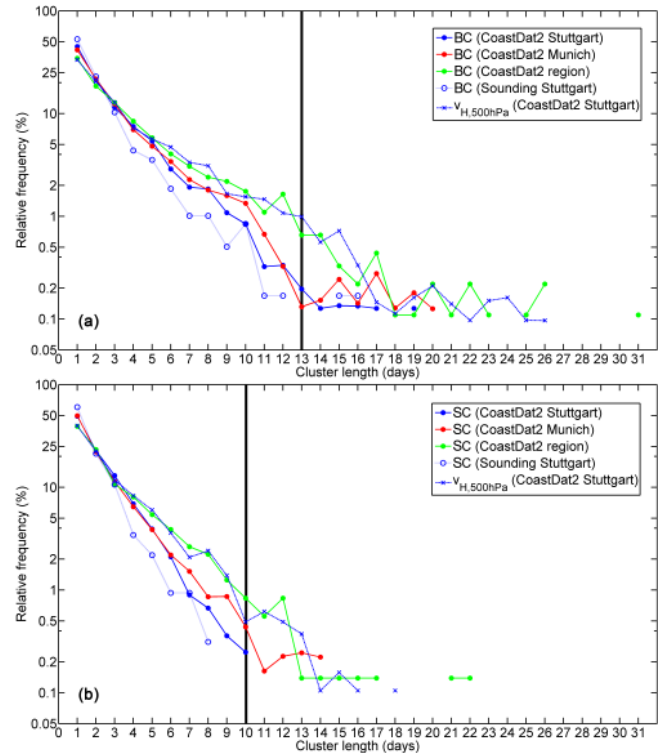 100
50
25
10
5
2
1
0.5
0.2
0.1
0.05
Relative frequency (%)
BC (CoastDat2 Stuttgart)
BC (CoastDat2 Munich)
BC (CoastDat2 region)
BC (Sounding Stuttgart)
vH,500hPa (CoastDat2 Stuttgart)
(a)
1 2 3 4 5 6 7 8 9 10 11 12 13 14 15 16 17 18 19 20 21 22 23 24 25 26 27 28 29 30 31
Cluster length (days)
100
50
25
10
5
2
1
0.5
0.2
0.1
0.05
Relative frequency (%)
SC (CoastDat2 Stuttgart)
SC (CoastDat2 Munich)
SC (CoastDat2 region)
SC (Sounding Stuttgart)
vH,500hPa (CoastDat2 Stuttgart)
(b)
1 2 3 4 5 6 7 8 9 10 11 12 13 14 15 16 17 18 19 20 21 22 23 24 25 26 27 28 29 30 31
Cluster length (days)